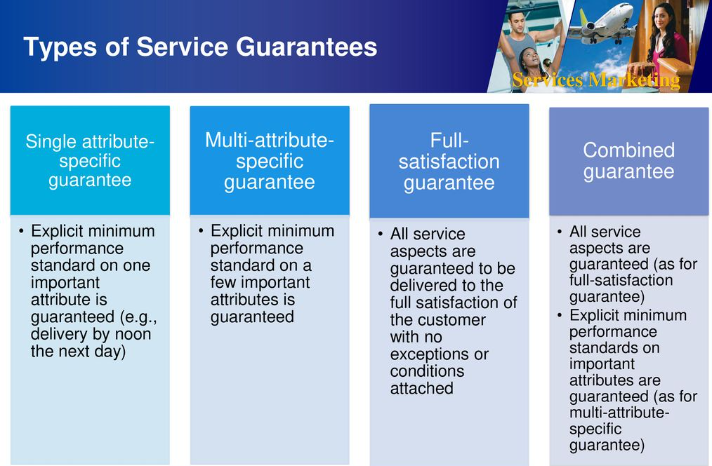 Types of Service Guarantees
Services Marketing
Single attribute-
specific
guarantee
• Explicit minimum
performance
standard on one
important
attribute is
guaranteed (e.g.,
delivery by noon
the next day)
Multi-attribute-
specific
guarantee
• Explicit minimum
performance
standard on a
few important
attributes is
guaranteed
Full-
satisfaction
guarantee
• All service
aspects are
guaranteed to be
delivered to the
full satisfaction of
the customer
with no
exceptions or
conditions
attached
Combined
guarantee
• All service
aspects are
guaranteed (as for
full-satisfaction
guarantee)
• Explicit minimum
performance
standards on
important
attributes are
guaranteed (as for
multi-attribute-
specific
guarantee)